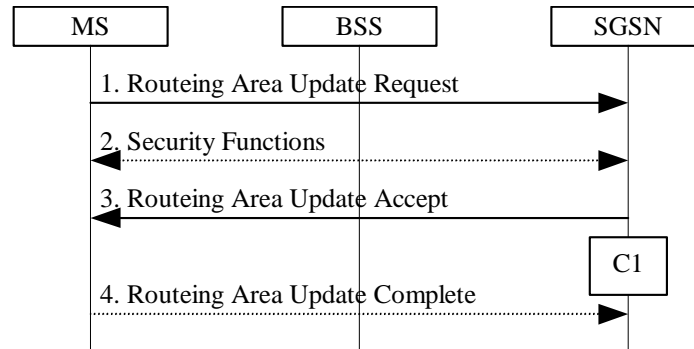 MS
BSS
SGSN
1. Routeing Area Update Request
2. Security Functions
3. Routeing Area Update Accept
C1
4. Routeing Area Update Complete